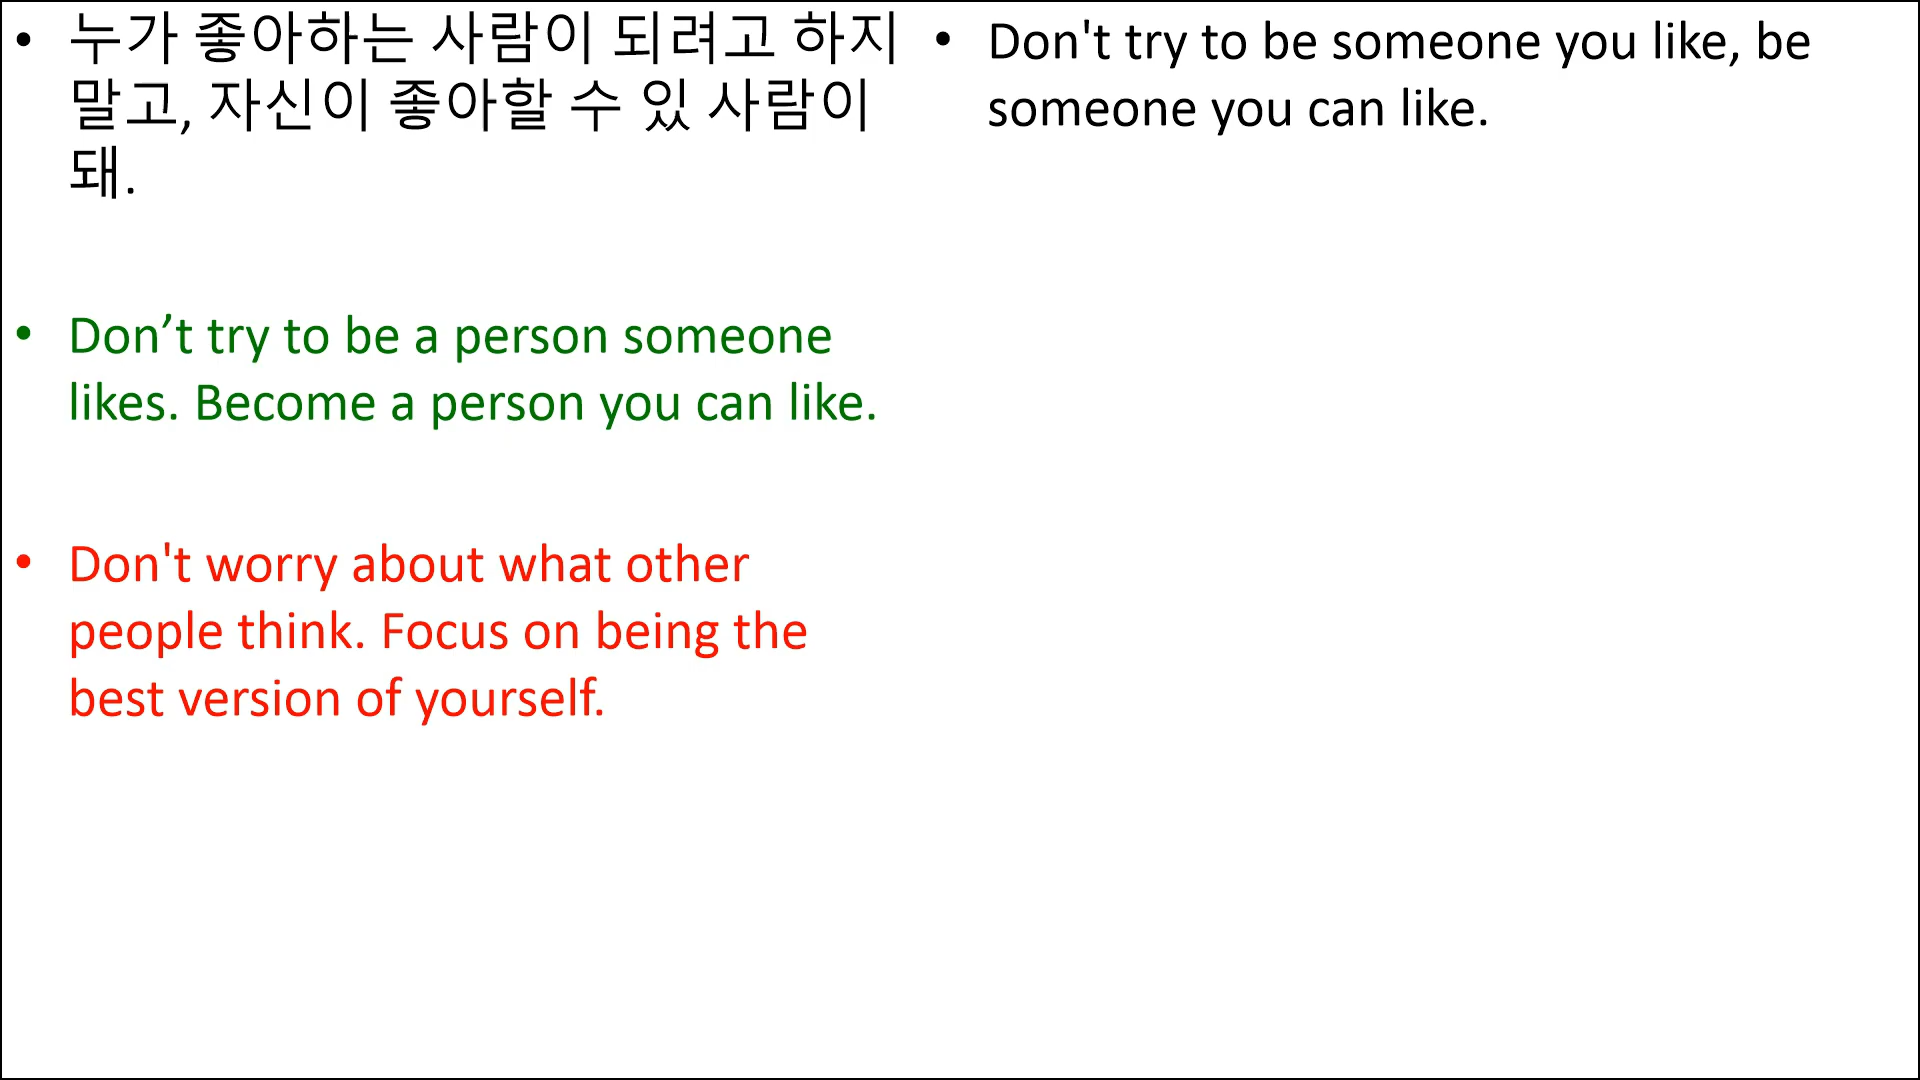 • 누가 좋아하는 사람이 되려고 하지
말고, 자신이 좋아할 수 있 사람이
돼.
• Don’t try to be a person someone
likes. Become a person you can like.
• Don't worry about what other
people think. Focus on being the
best version of yourself.
• Don't try to be someone you like, be
someone you can like.